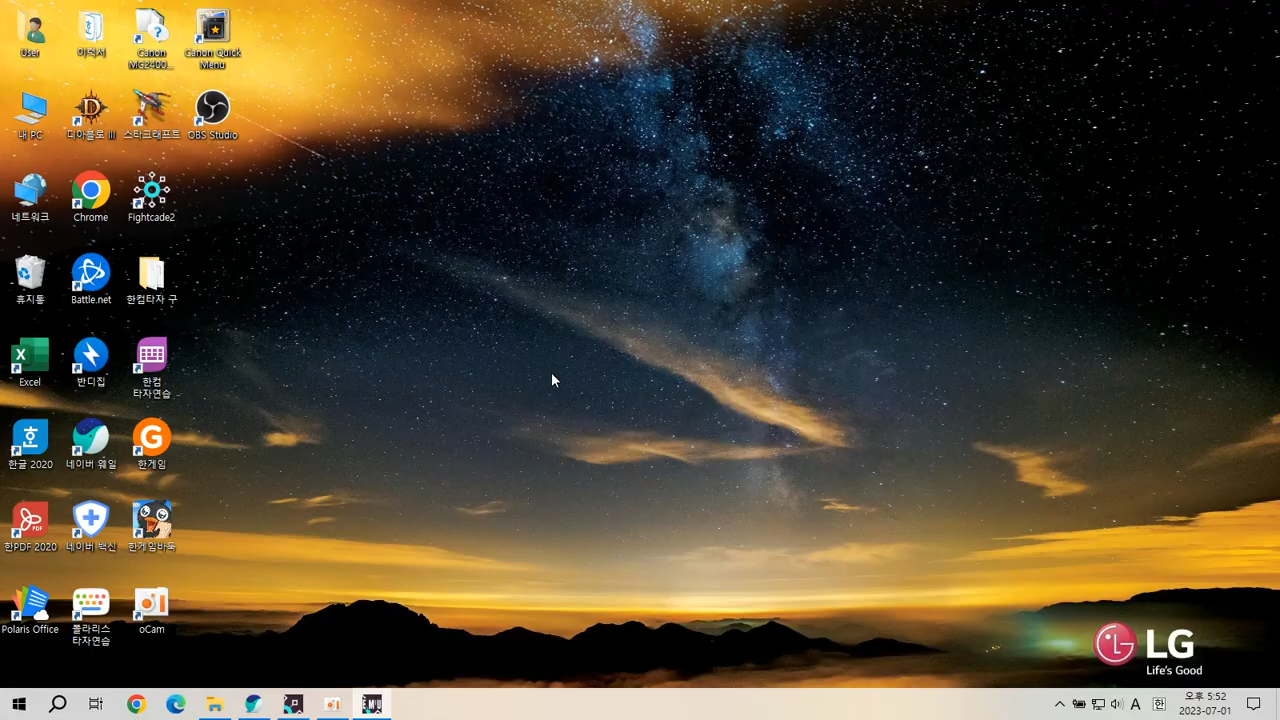 User
이력서
Canon
MG2400...
Canon Quick
Menu
내 PC
디아블로 III
스타크래프트
OBS Studio
네트워크
Chrome
Fightcade2
휴지통
Battle.net
한컴타자 구
Excel
반디집
한컴
타자연습
한글 2020
네이버 웨일
한게임
한PDF 2020
네이버 백신
한게임바둑
Polaris Office
폴라리스
타자연습
oCam
LG
Life's Good
EMU
A
한
오후 5:52
2023-07-01